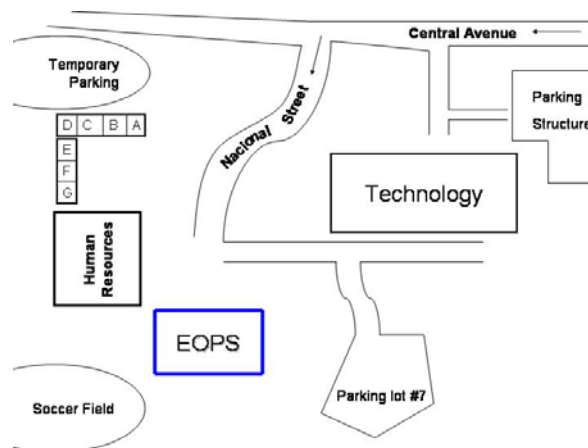 Central Avenue
Temporary
Parking
Nacional Street
Parking
Structure
D C B A
E
F
G
Technology
Human
Resources
EOPS
Parking lot #7
Soccer Field